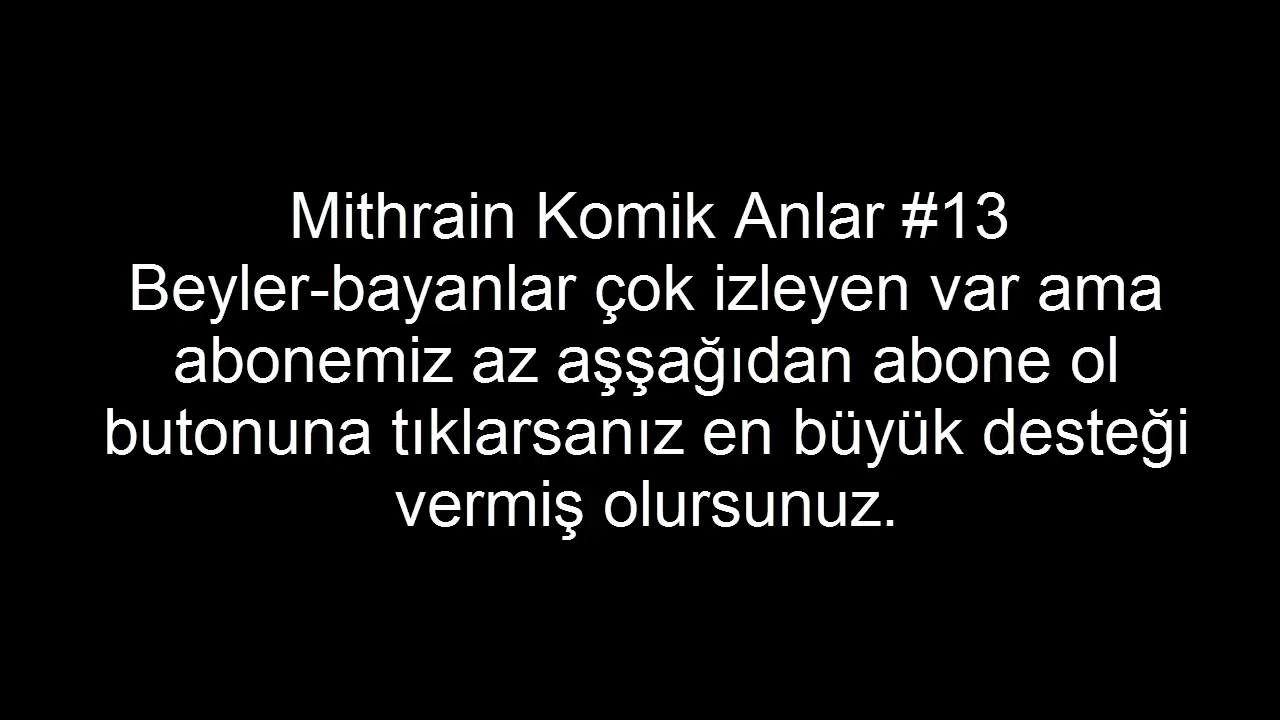 Mithrain Komik Anlar #13
Beyler-bayanlar çok izleyen var ama
abonemiz az aşşağıdan abone ol
butonuna tıklarsanız en büyük desteği
vermiş olursunuz.